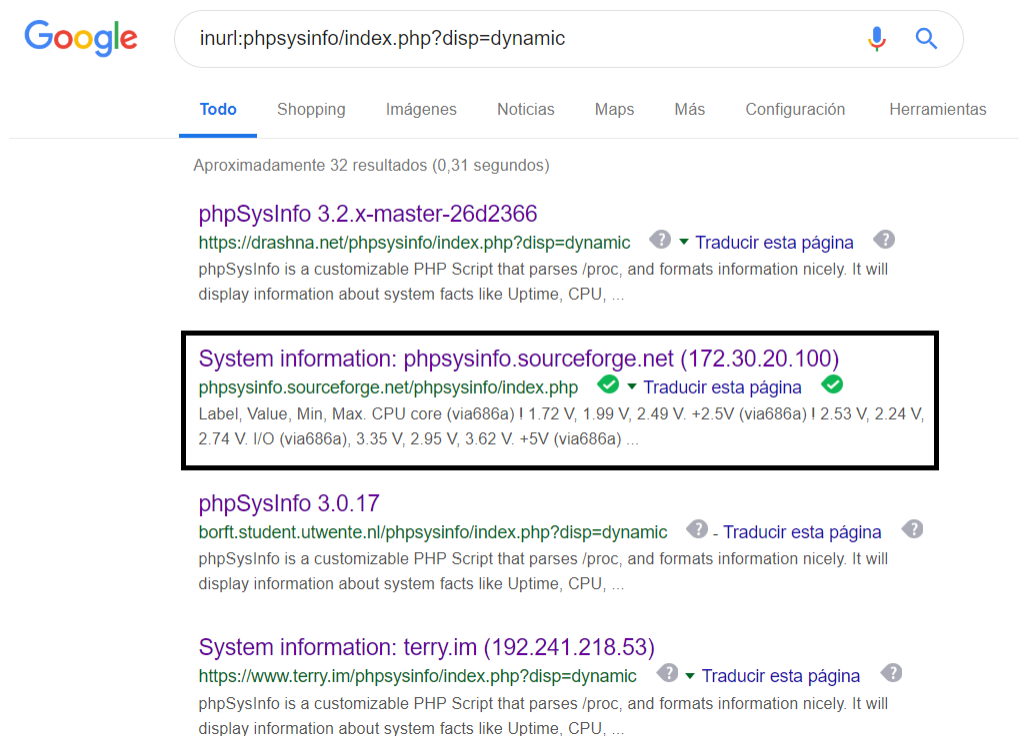 Google
inurl:phpsysinfo/index.php?disp=dynamic
Todo Shopping Imágenes Noticias Maps Más Configuración Herramientas
Aproximadamente 32 resultados (0,31 segundos)
phpSysInfo 3.2.x-master-26d2366
https://drashna.net/phpsysinfo/index.php?disp=dynamic ? Traducir esta página ?
phpSysInfo is a customizable PHP Script that parses /proc, and formats information nicely. It will
display information about system facts like Uptime, CPU, ...
System information: phpsysinfo.sourceforge.net (172.30.20.100)
phpsysinfo.sourceforge.net/phpsysinfo/index.php Traducir esta página
Label, Value, Min, Max. CPU core (via686a) ! 1.72 V, 1.99 V, 2.49 V. +2.5V (via686a) ! 2.53 V, 2.24 V,
2.74 V. I/O (via686a), 3.35 V, 2.95 V, 3.62 V. +5V (via686a) ...
phpSysInfo 3.0.17
borft.student.utwente.nl/phpsysinfo/index.php?disp=dynamic ? - Traducir esta página ?
phpSysInfo is a customizable PHP Script that parses /proc, and formats information nicely. It will
display information about system facts like Uptime, CPU, ...
System information: terry.im (192.241.218.53)
https://www.terry.im/phpsysinfo/index.php?disp=dynamic ? Traducir esta página ?
phpSysInfo is a customizable PHP Script that parses /proc, and formats information nicely. It will
display information about system facts like Uptime, CPU, ...